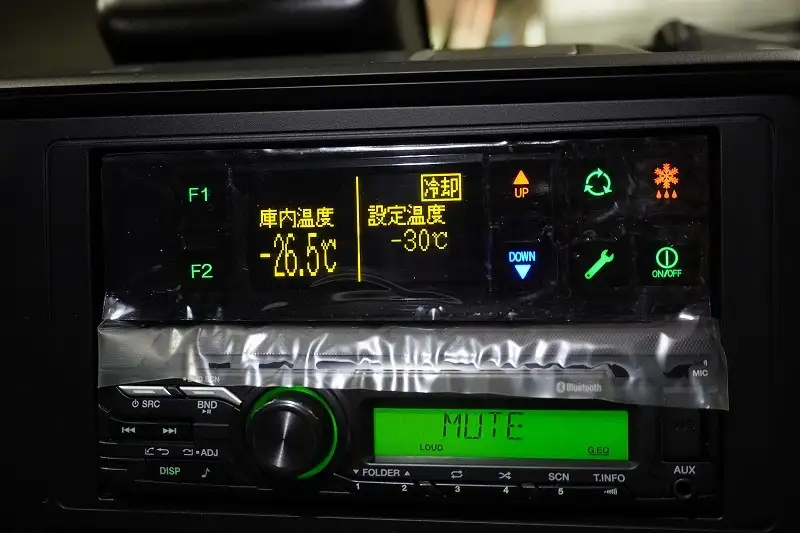 F1
冷却
UP
庫内温度
設定温度
-26.5℃
-30℃
F2
DOWN
ON/OFF
MIC
Bluetooth
SRC
BND
MUTE
LOUD
G.EQ
ADJ
DISP
FOLDER
SCN
T.INFO
AUX
1 2 3 4 5